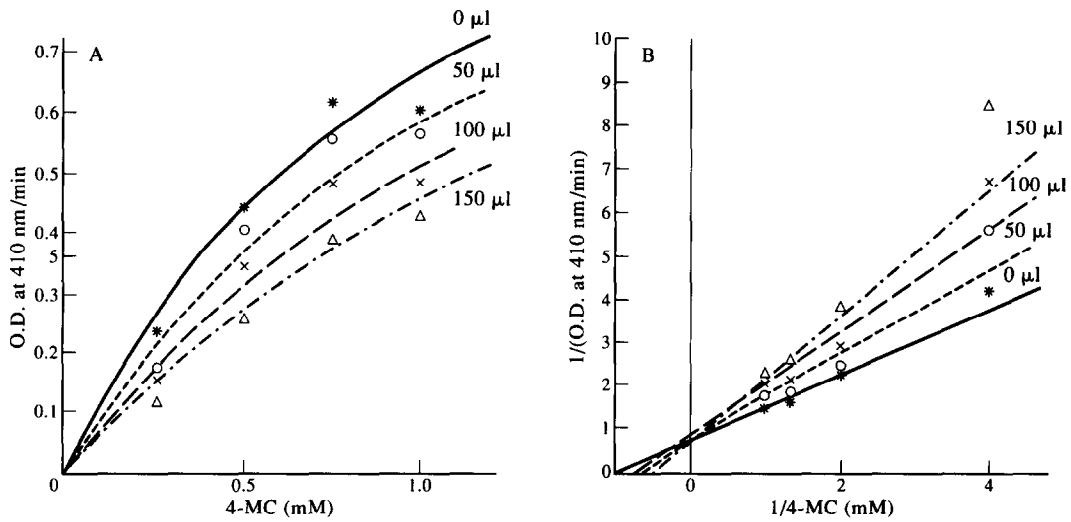 A
O.D. at 410 nm/min
0.7
0.6
0.5
0.4
5
0.3
0.2
0.1
0
0.5
1.0
4-MC (mM)
0 µl
50 µl
100 µl
150 µl
B
1/(O.D. at 410 nm/min)
10
9
8
7
6
5
4
3
2
1
0
0
2
4
1/4-MC (mM)
150 µl
100 µl
50 µl
0 µl